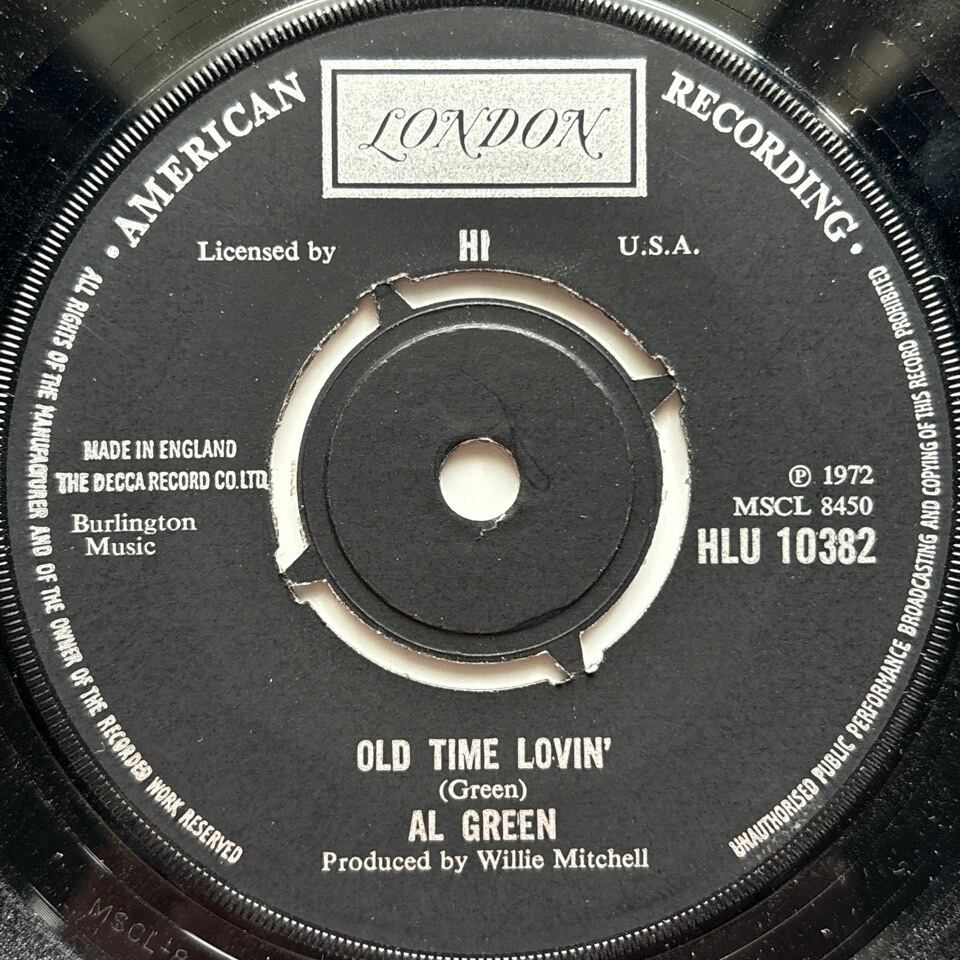 · AMERICAN RECORDING ·
LONDON
Licensed by HI U.S.A.
ALL RIGHTS OF THE MANUFACTURER AND OF THE OWNER OF THE RECORDED WORK RESERVED
UNAUTHORISED PUBLIC PERFORMANCE BROADCASTING AND COPYING OF THIS RECORD PROHIBITED
MADE IN ENGLAND
THE DECCA RECORD CO. LTD
Burlington
Music
℗ 1972
MSCL 8450
HLU 10382
OLD TIME LOVIN'
(Green)
AL GREEN
Produced by Willie Mitchell
MSCL-8